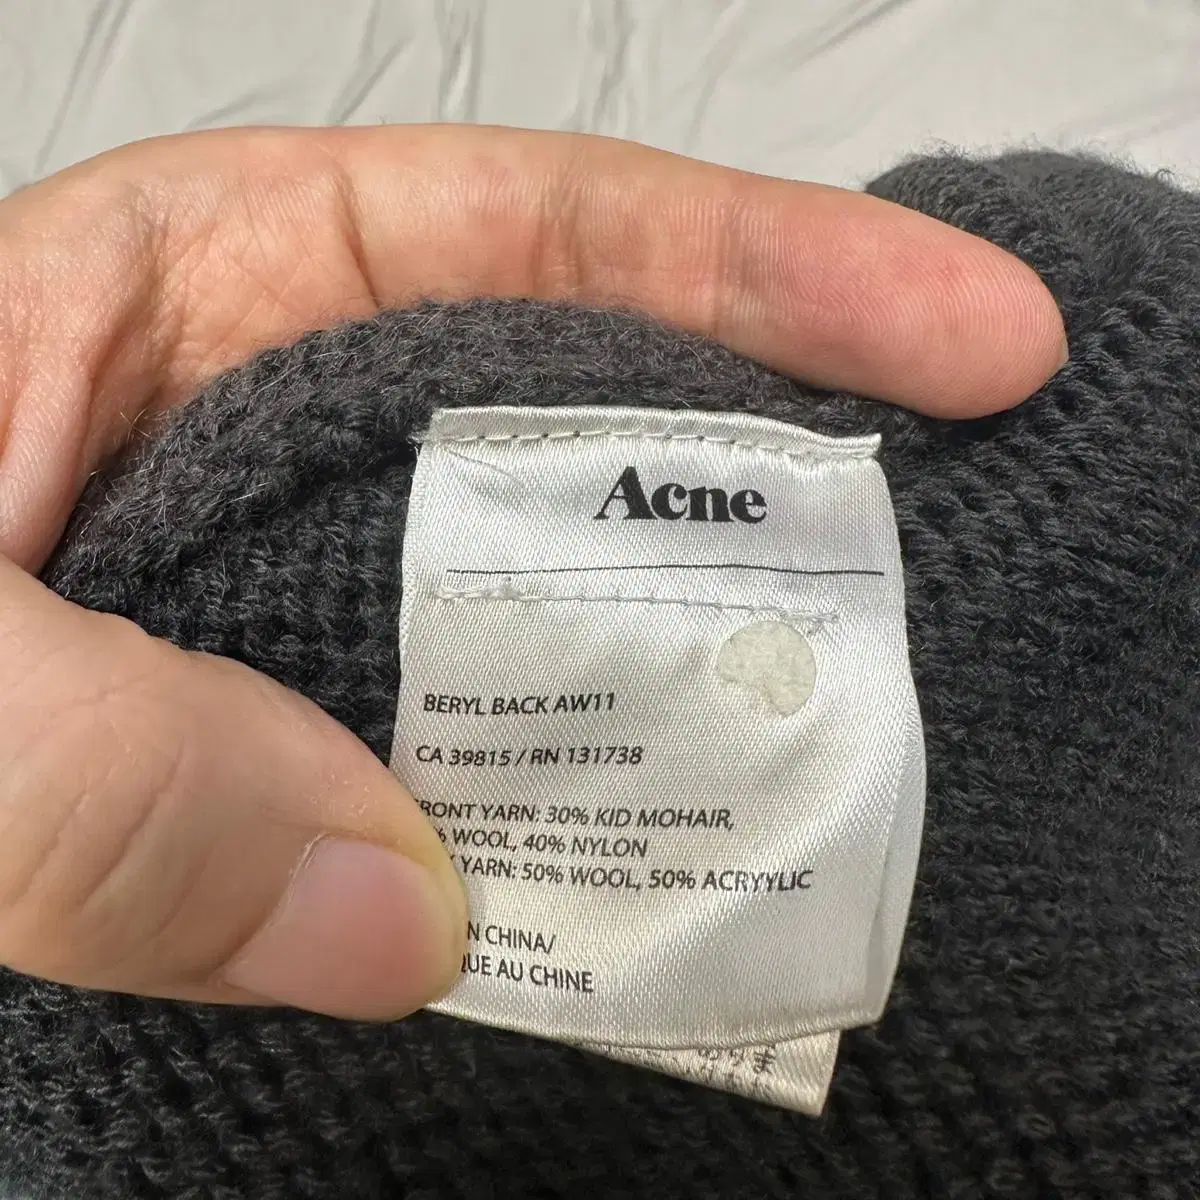 Acne
BERYL BACK AW11
CA 39815 / RN 131738
RONT YARN: 30% KID MOHAIR,
% WOOL, 40% NYLON
YARN: 50% WOOL, 50% ACRYYLIC
N CHINA/
QUE AU CHINE